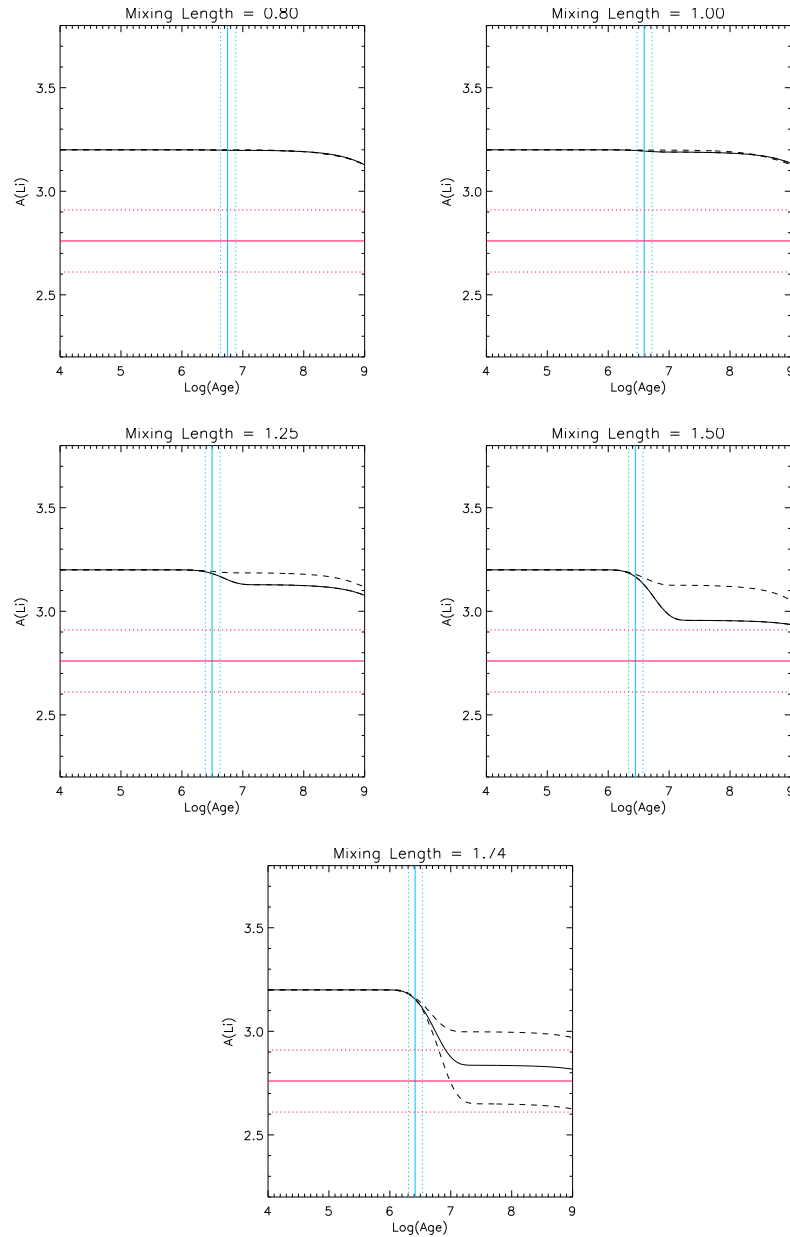 Mixing Length = 0.80
Mixing Length = 1.00
3.5
3.0
2.5
A(Li)
4 5 6 7 8 9
Log(Age)
3.5
3.0
2.5
A(Li)
4 5 6 7 8 9
Log(Age)
Mixing Length = 1.25
Mixing Length = 1.50
3.5
3.0
2.5
A(Li)
4 5 6 7 8 9
Log(Age)
3.5
3.0
2.5
A(Li)
4 5 6 7 8 9
Log(Age)
Mixing Length = 1.74
3.5
3.0
2.5
A(Li)
4 5 6 7 8 9
Log(Age)